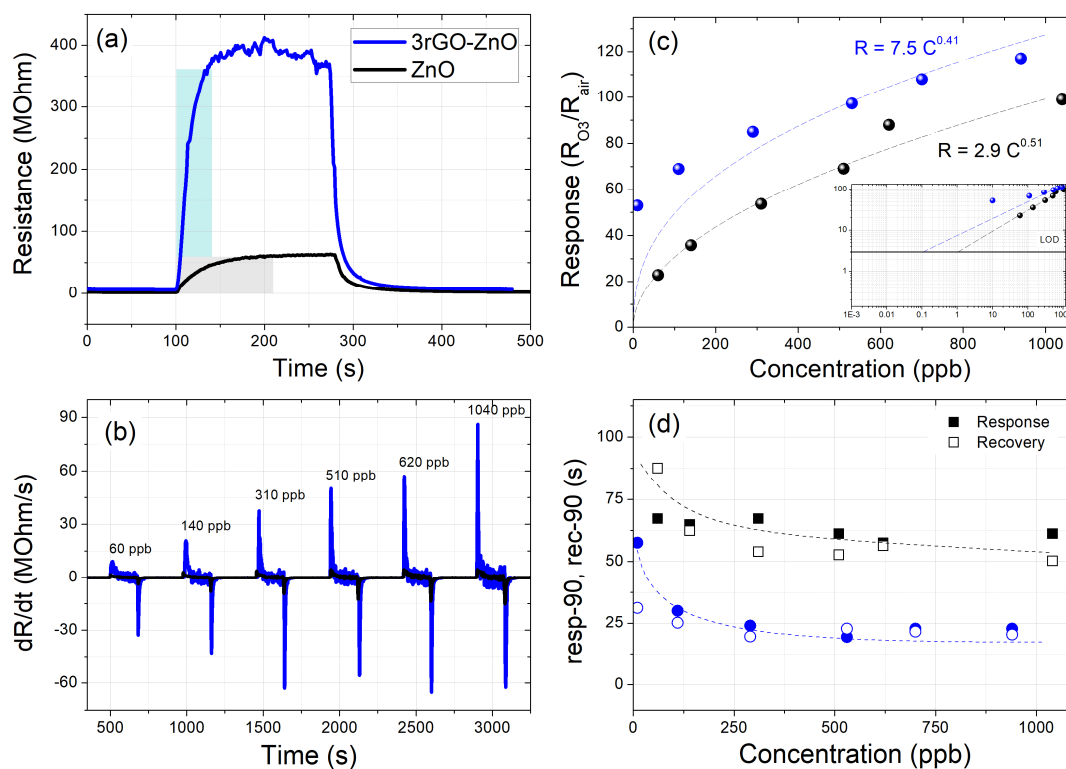 (a)
3rGO-ZnO
ZnO
Resistance (MOhm)
400
300
200
100
0
0 100 200 300 400 500
Time (s)
(c)
R = 7.5 C^0.41
R = 2.9 C^0.51
Response (R_O3/R_air)
120
100
80
60
40
20
0
100
10
1
LOD
1E-3 0.01 0.1 1 10 100
0 200 400 600 800 1000
Concentration (ppb)
(b)
dR/dt (MOhm/s)
90
60
30
0
-30
-60
60 ppb
140 ppb
310 ppb
510 ppb
620 ppb
1040 ppb
500 1000 1500 2000 2500 3000
Time (s)
(d)
Response
Recovery
resp-90, rec-90 (s)
100
75
50
25
0
0 250 500 750 1000
Concentration (ppb)